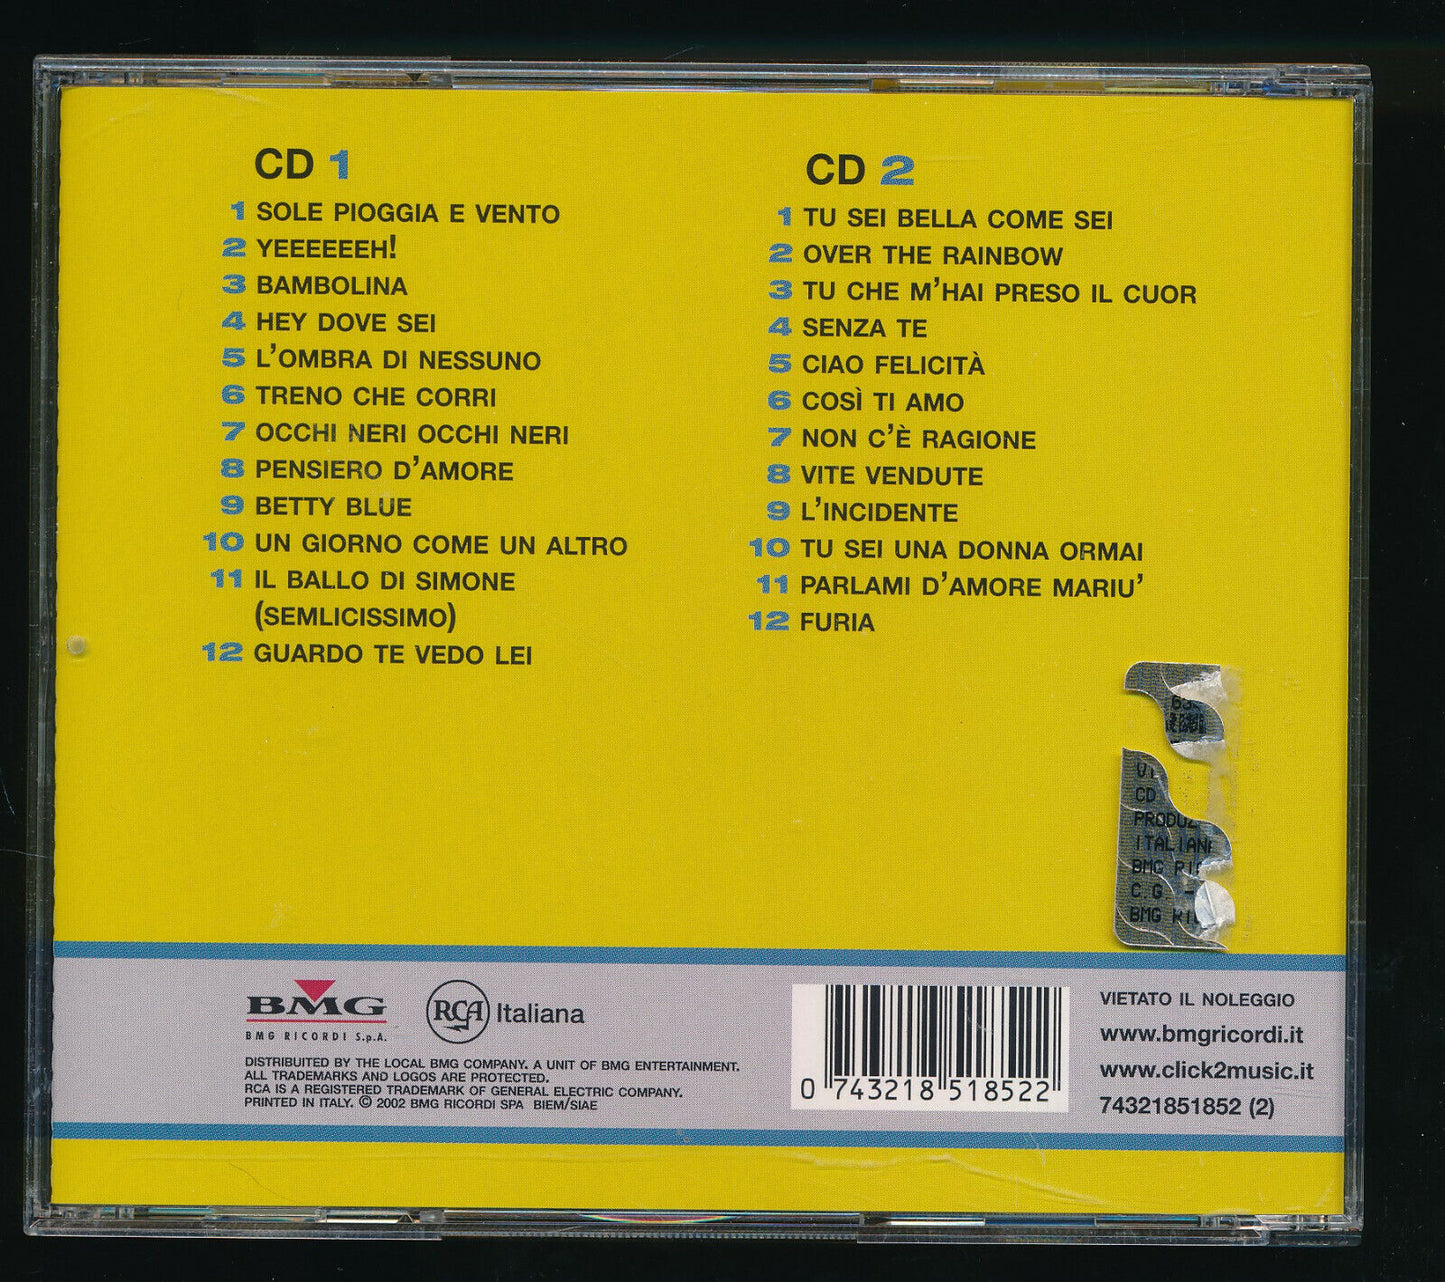 CD 1
1 SOLE PIOGGIA E VENTO
2 YEEEEEEH!
3 BAMBOLINA
4 HEY DOVE SEI
5 L'OMBRA DI NESSUNO
6 TRENO CHE CORRI
7 OCCHI NERI OCCHI NERI
8 PENSIERO D'AMORE
9 BETTY BLUE
10 UN GIORNO COME UN ALTRO
11 IL BALLO DI SIMONE
(SEMLICISSIMO)
12 GUARDO TE VEDO LEI
CD 2
1 TU SEI BELLA COME SEI
2 OVER THE RAINBOW
3 TU CHE M'HAI PRESO IL CUOR
4 SENZA TE
5 CIAO FELICITÀ
6 COSÌ TI AMO
7 NON C'È RAGIONE
8 VITE VENDUTE
9 L'INCIDENTE
10 TU SEI UNA DONNA ORMAI
11 PARLAMI D'AMORE MARIU'
12 FURIA
CD
PRODUZ
ITALIAN
BMG
C.G -
BMG
BMG
BMG RICORDI S.p.A.
RCA Italiana
DISTRIBUITED BY THE LOCAL BMG COMPANY. A UNIT OF BMG ENTERTAINMENT.
ALL TRADEMARKS AND LOGOS ARE PROTECTED.
RCA IS A REGISTERED TRADEMARK OF GENERAL ELECTRIC COMPANY.
PRINTED IN ITALY. © 2002 BMG RICORDI SPA BIEM/SIAE
0 743218 518522
VIETATO IL NOLEGGIO
www.bmgricordi.it
www.click2music.it
74321851852 (2)